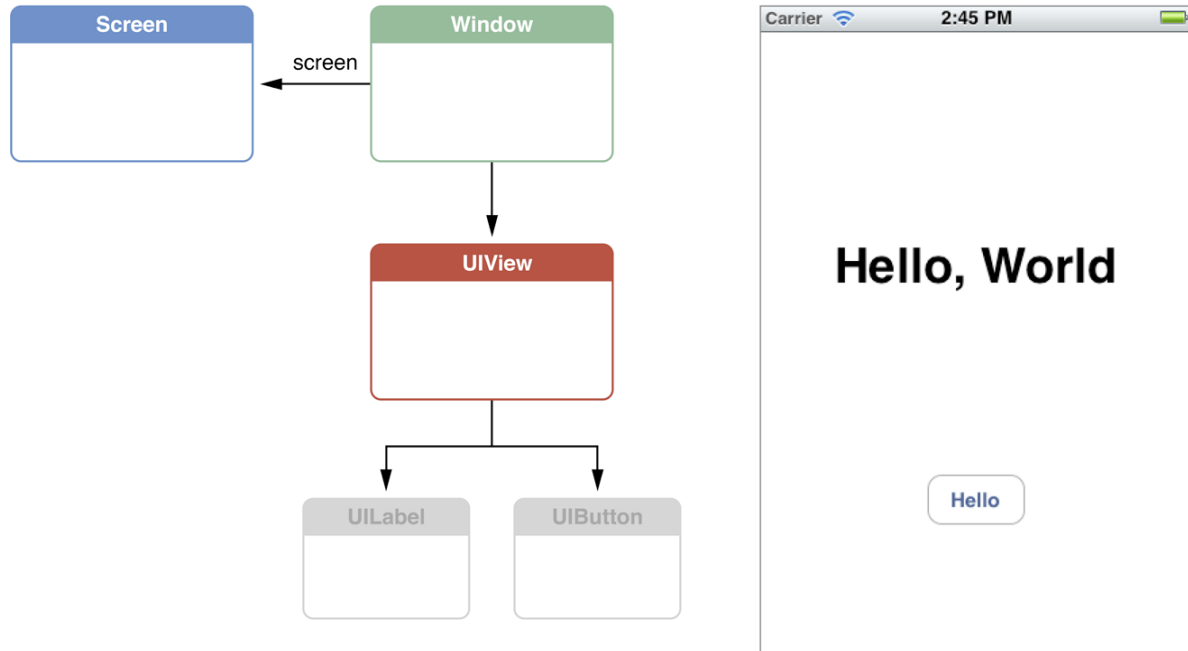 Screen
Window
screen
UIView
UILabel
UIButton
Carrier
2:45 PM
Hello, World
Hello